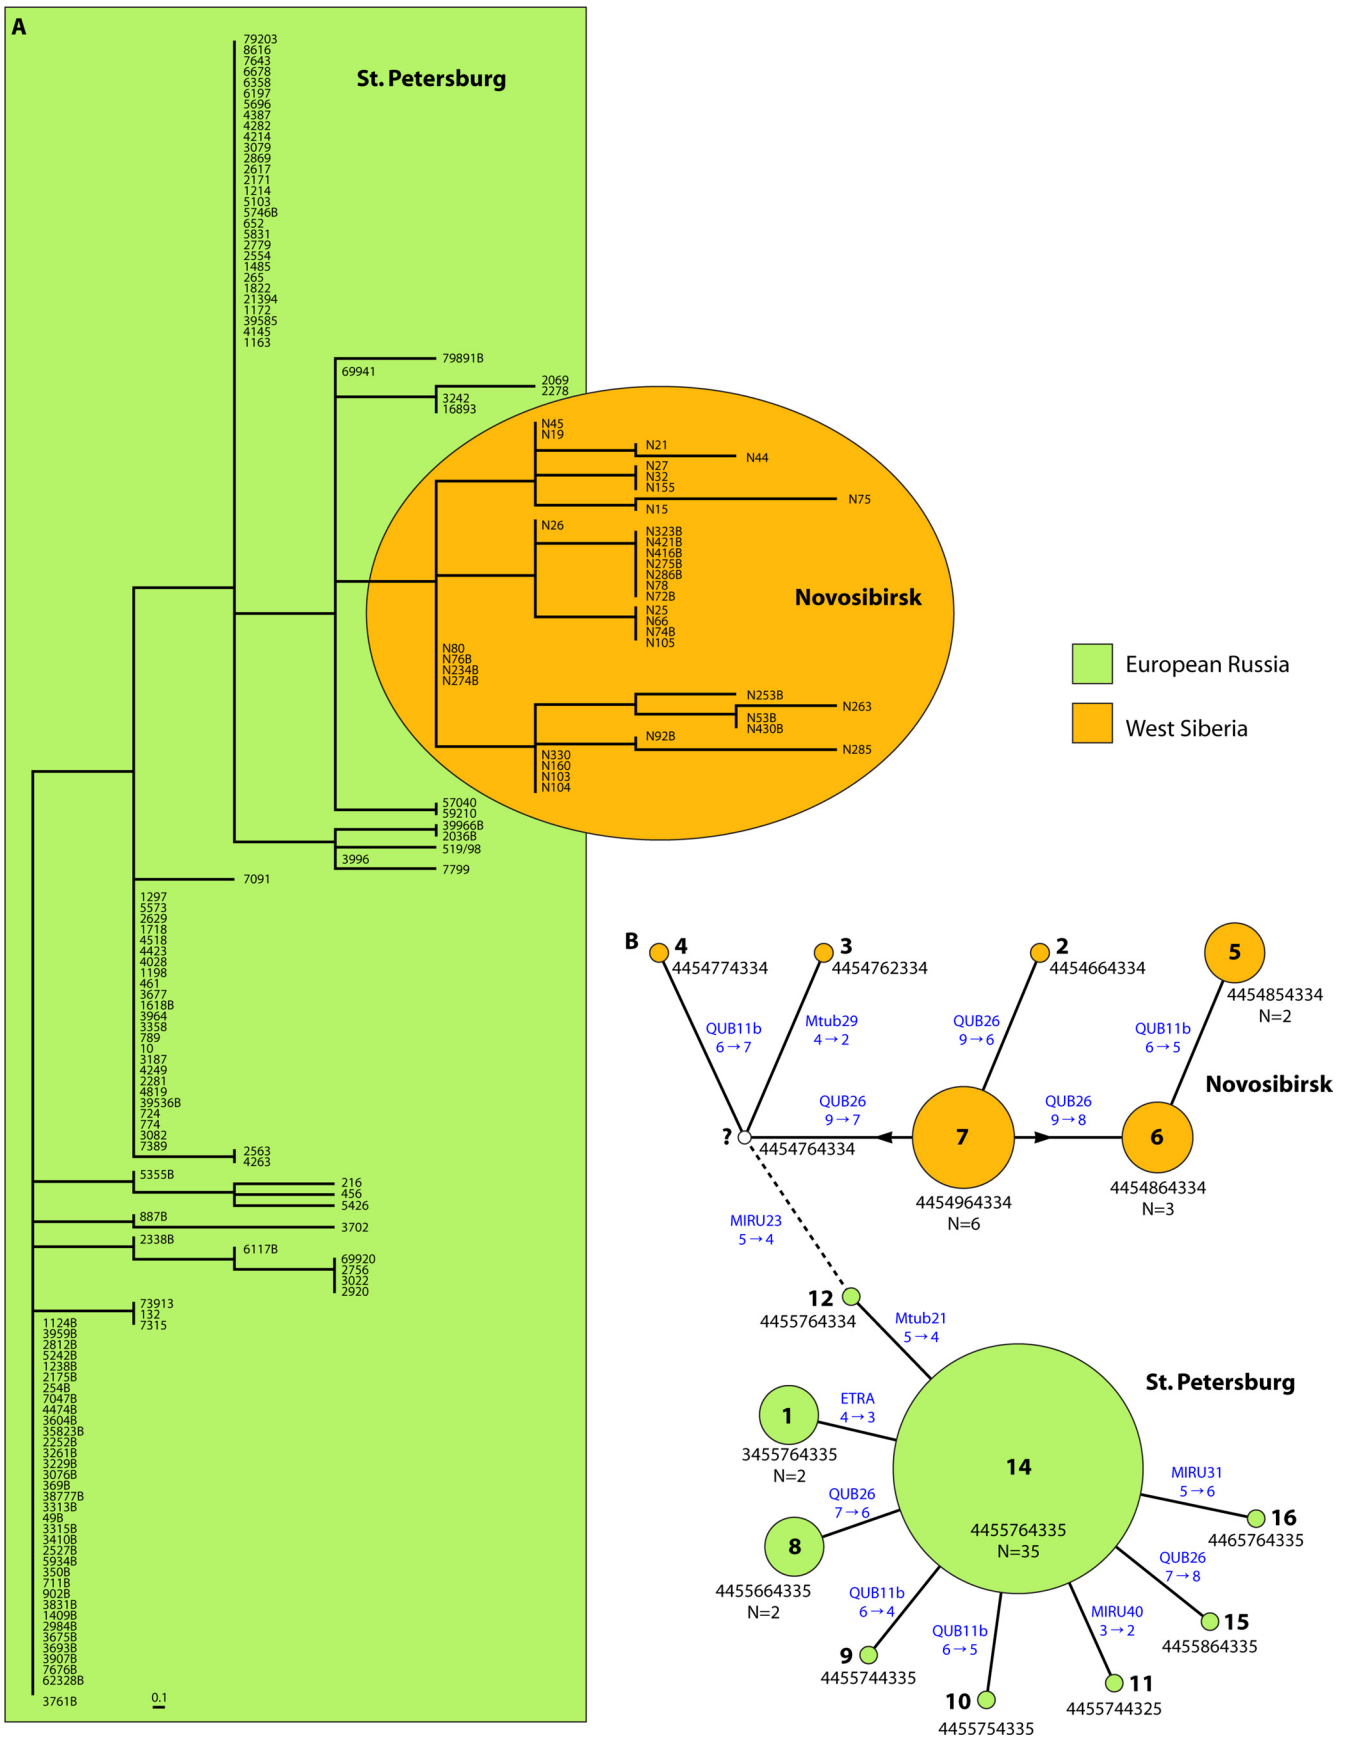 A
St. Petersburg
79203
8616
7643
6678
6358
6197
5696
4387
4282
4214
3079
2869
2617
2171
1214
5103
5746B
652
5831
2779
2554
1485
265
1822
21394
1172
39585
4145
1163
79891B
69941
2069
2278
3242
16893
N45
N19
N21
N44
N27
N32
N155
N75
N15
N26
N323B
N421B
N416B
N275B
N286B
N78
N72B
Novosibirsk
N25
N66
N74B
N105
N80
N76B
N234B
N274B
N253B
N263
N53B
N430B
N92B
N285
N330
N160
N103
N104
57040
59210
39966B
2036B
519/98
3996
7799
7091
1297
5573
2629
1718
4518
4423
4028
1198
461
3677
1618B
3964
3358
789
10
3187
4249
2281
4819
39536B
724
774
3082
7389
2563
4263
5355B
216
456
5426
887B
3702
2338B
6117B
69920
2756
3022
2920
73913
132
7315
1124B
3959B
2812B
5242B
1238B
2175B
254B
7047B
4474B
3604B
35823B
2252B
3261B
3229B
3076B
369B
38777B
3313B
49B
3315B
3410B
2527B
5934B
350B
711B
902B
3831B
1409B
2984B
3675B
3693B
3907B
7676B
62328B
3761B
0.1
European Russia
West Siberia
B
4
4454774334
3
4454762334
2
4454664334
5
4454854334
N=2
QUB11b
6→7
Mtub29
4→2
QUB26
9→6
QUB11b
6→5
Novosibirsk
QUB26
9→7
QUB26
9→8
?
4454764334
7
4454964334
N=6
6
4454864334
N=3
MIRU23
5→4
12
4455764334
Mtub21
5→4
St. Petersburg
ETRA
4→3
1
3455764335
N=2
14
4455764335
N=35
MIRU31
5→6
16
4465764335
QUB26
7→6
8
4455664335
N=2
QUB26
7→8
15
4455864335
QUB11b
6→4
9
4455744335
QUB11b
6→5
10
4455754335
MIRU40
3→2
11
4455744325